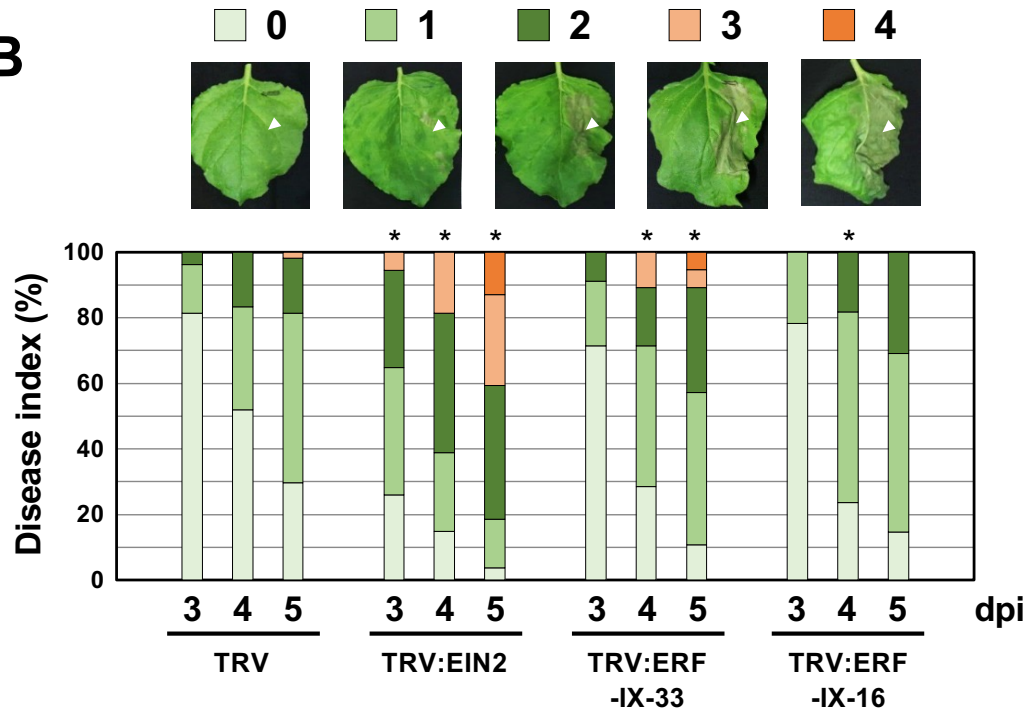 B
0 1 2 3 4
* * * * * *
Disease index (%)
100
80
60
40
20
0
3 4 5 3 4 5 3 4 5 3 4 5 dpi
TRV TRV:EIN2 TRV:ERF TRV:ERF
-IX-33 -IX-16